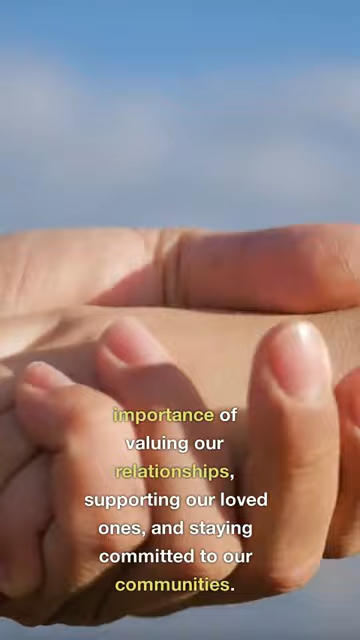 importance of
valuing our
relationships,
supporting our loved
ones, and staying
committed to our
communities.